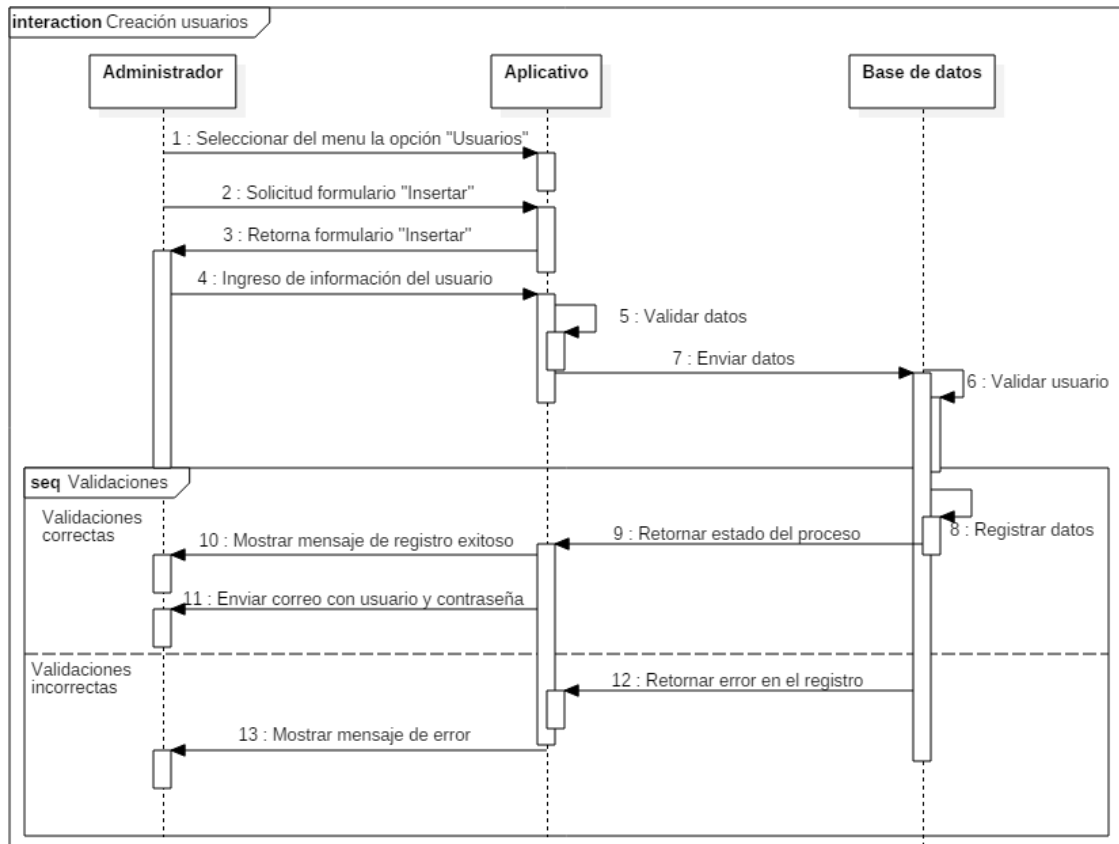 interaction Creación usuarios
Administrador
Aplicativo
Base de datos
1 : Seleccionar del menu la opción "Usuarios"
2 : Solicitud formulario "Insertar"
3 : Retorna formulario "Insertar"
4 : Ingreso de información del usuario
5 : Validar datos
7 : Enviar datos
6 : Validar usuario
seq Validaciones
Validaciones
correctas
8 : Registrar datos
9 : Retornar estado del proceso
10 : Mostrar mensaje de registro exitoso
11 : Enviar correo con usuario y contraseña
Validaciones
incorrectas
12 : Retornar error en el registro
13 : Mostrar mensaje de error